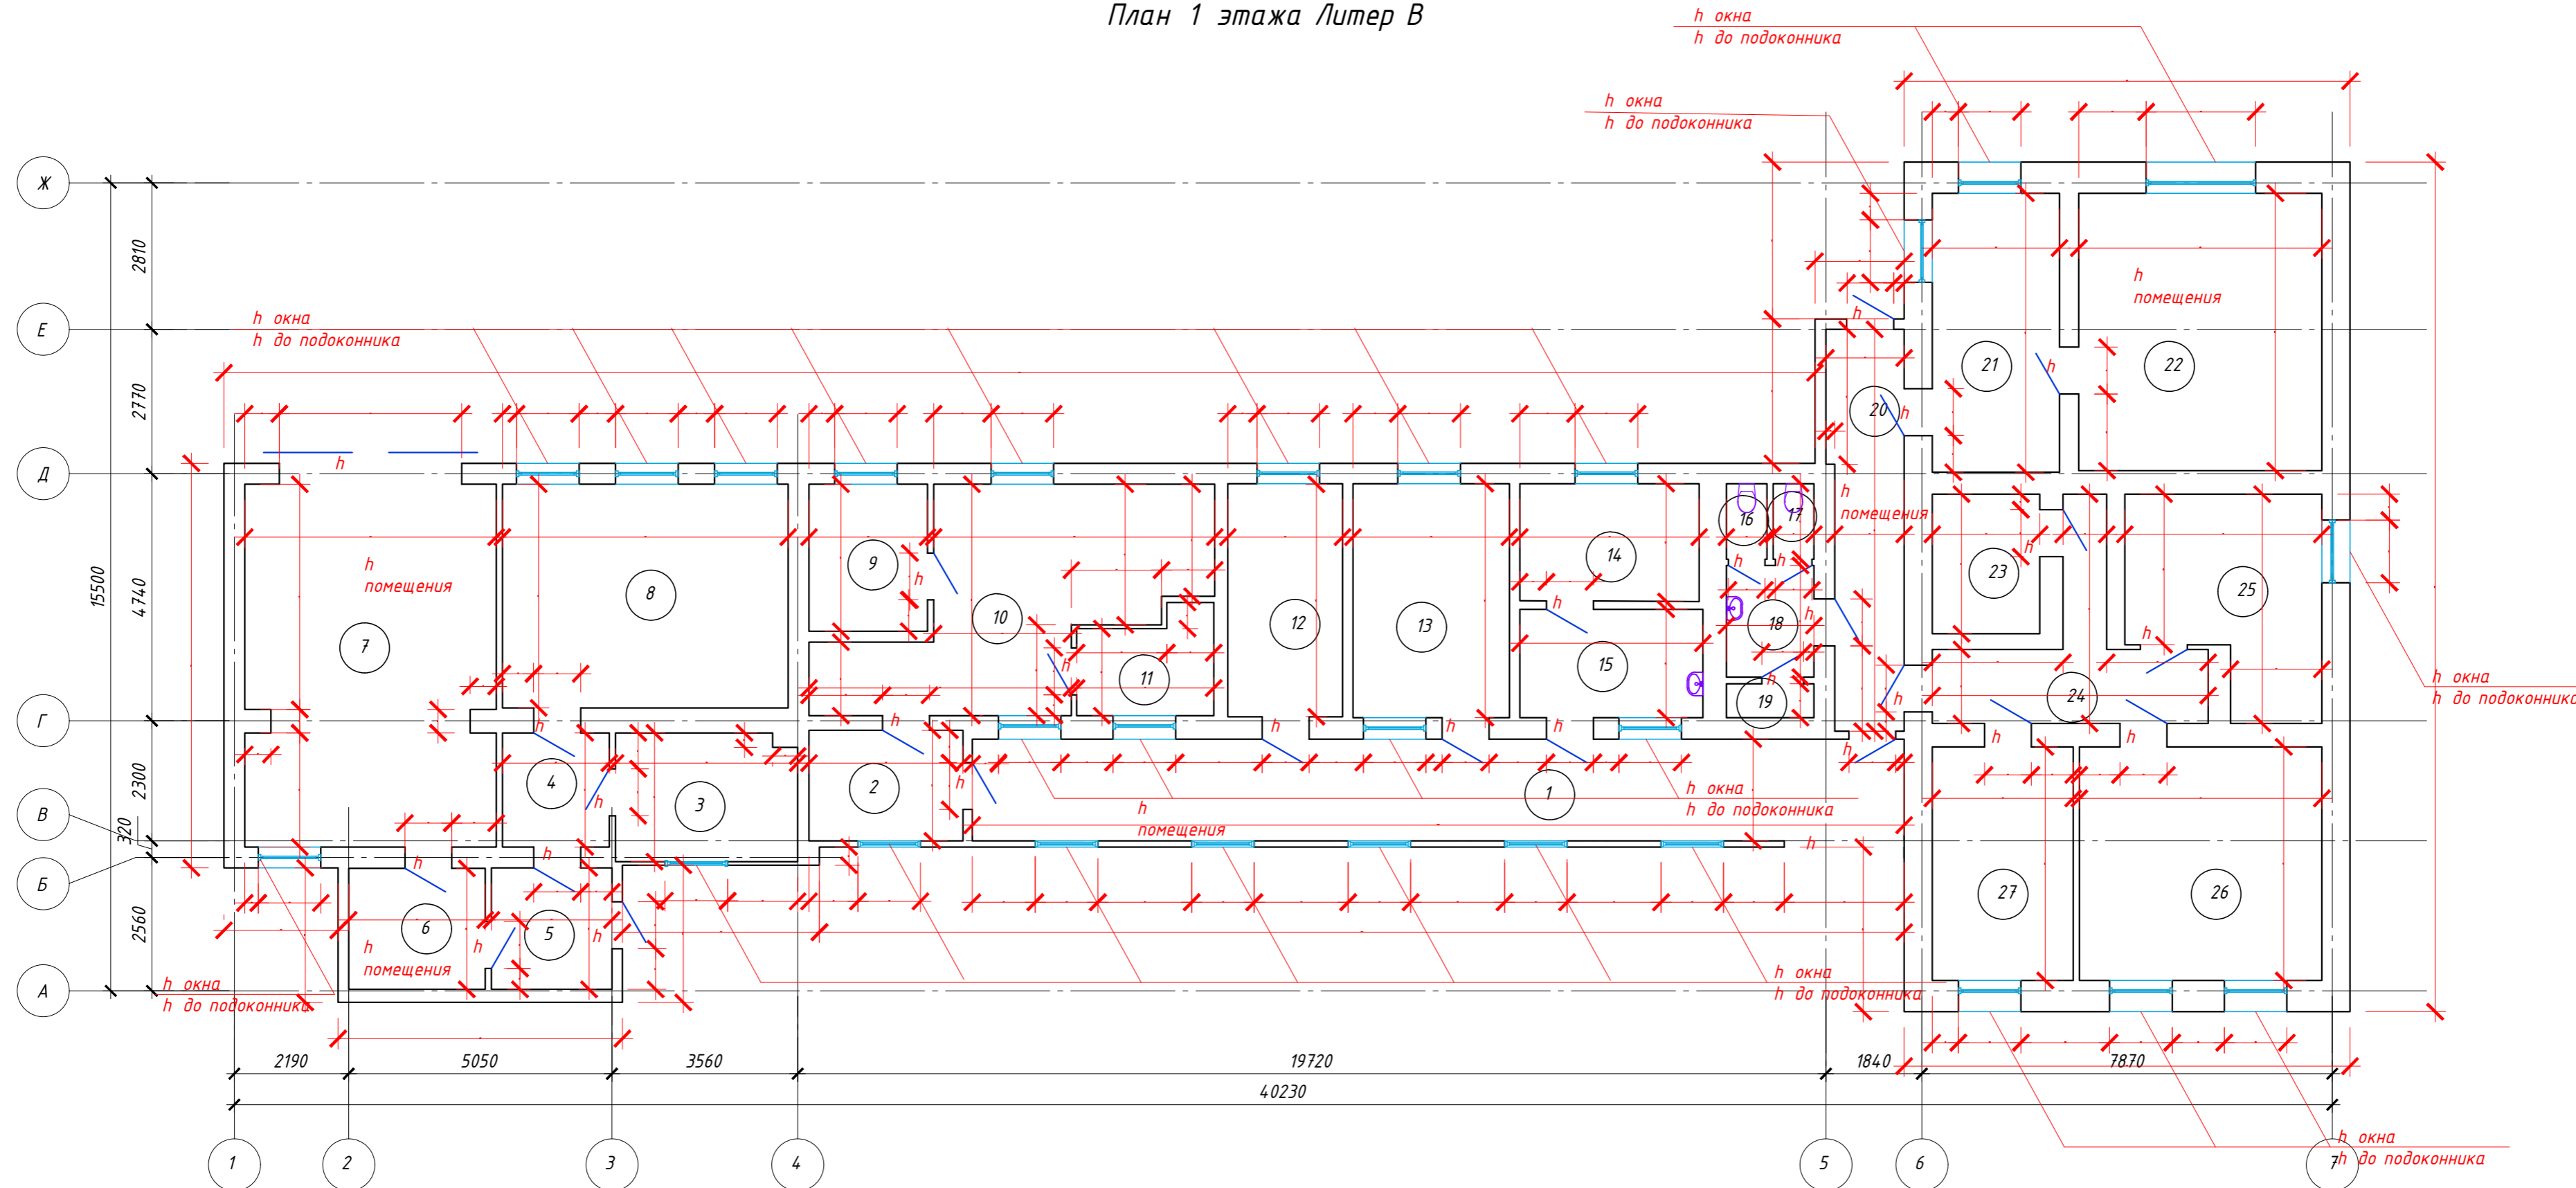 План 1 этажа Литер В
h окна
h до подоконника
h окна
h до подоконника
Ж
2810
h
помещения
Е
h окна
h до подоконника
h
21
h
22
2770
20
h
Д
h
h
помещения
16
17
15500
4740
h
помещения
9
h
14
h
23
8
10
12
13
h
h
h
25
7
11
h
15
18
h
h
h
h окна
h до подоконника
h
19
24
Г
h
h
h
h
h
2300
4
h
3
2
h
1
h окна
h до подоконника
В
320
h
помещения
h
Б
h
h
27
26
2560
6
5
h
помещения
h
h
А
h окна
h до подоконника
h окна
h до подоконника
2190
5050
3560
19720
1840
7870
40230
1
2
3
4
5
6
7
h окна
h до подоконника